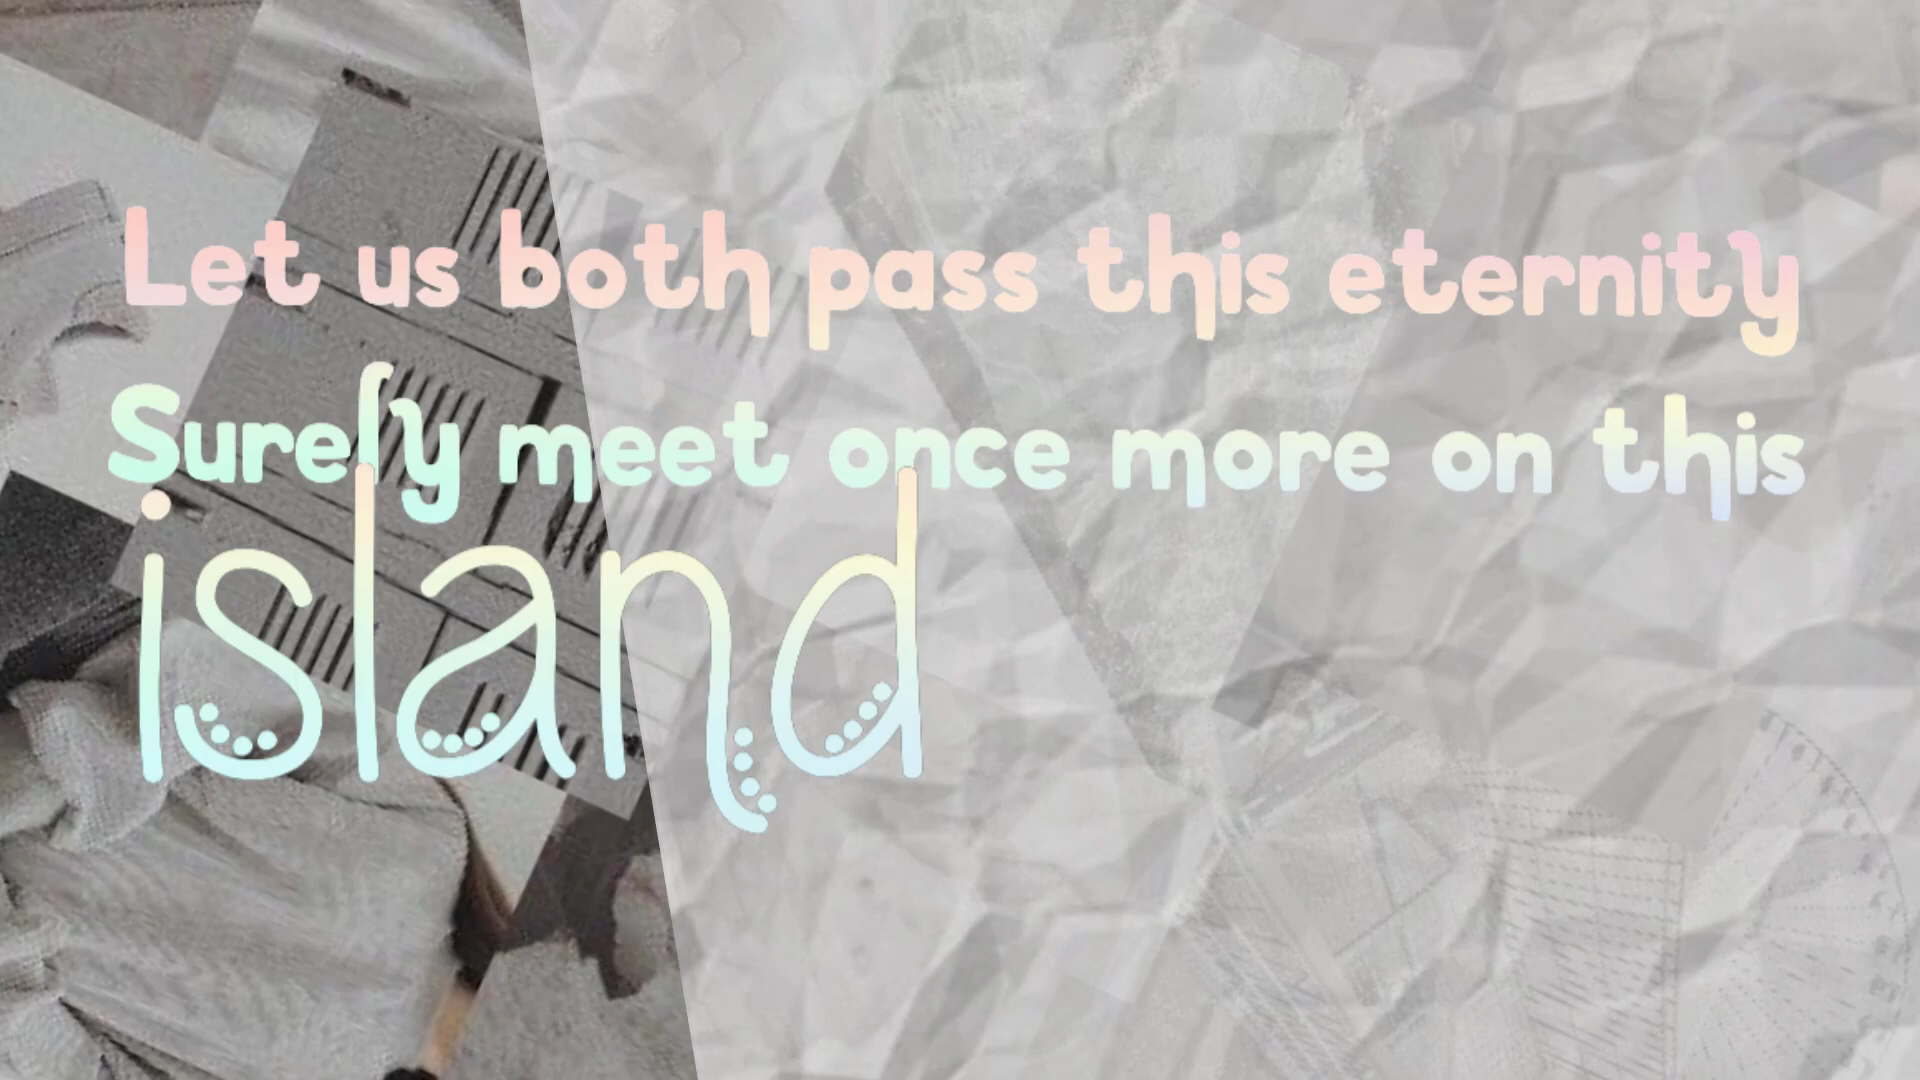 Let us both pass this eternity
Surely meet once more on this
island